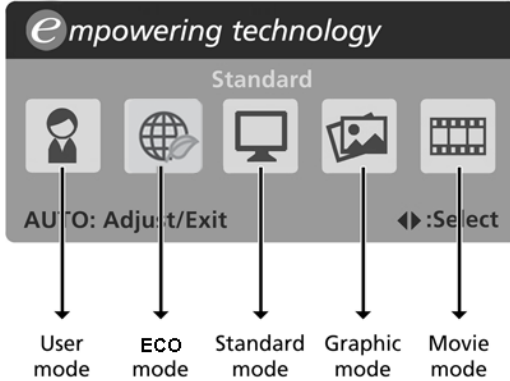 empowering technology
Standard
AUTO: Adjust/Exit ◀▶:Select
User mode
ECO mode
Standard mode
Graphic mode
Movie mode